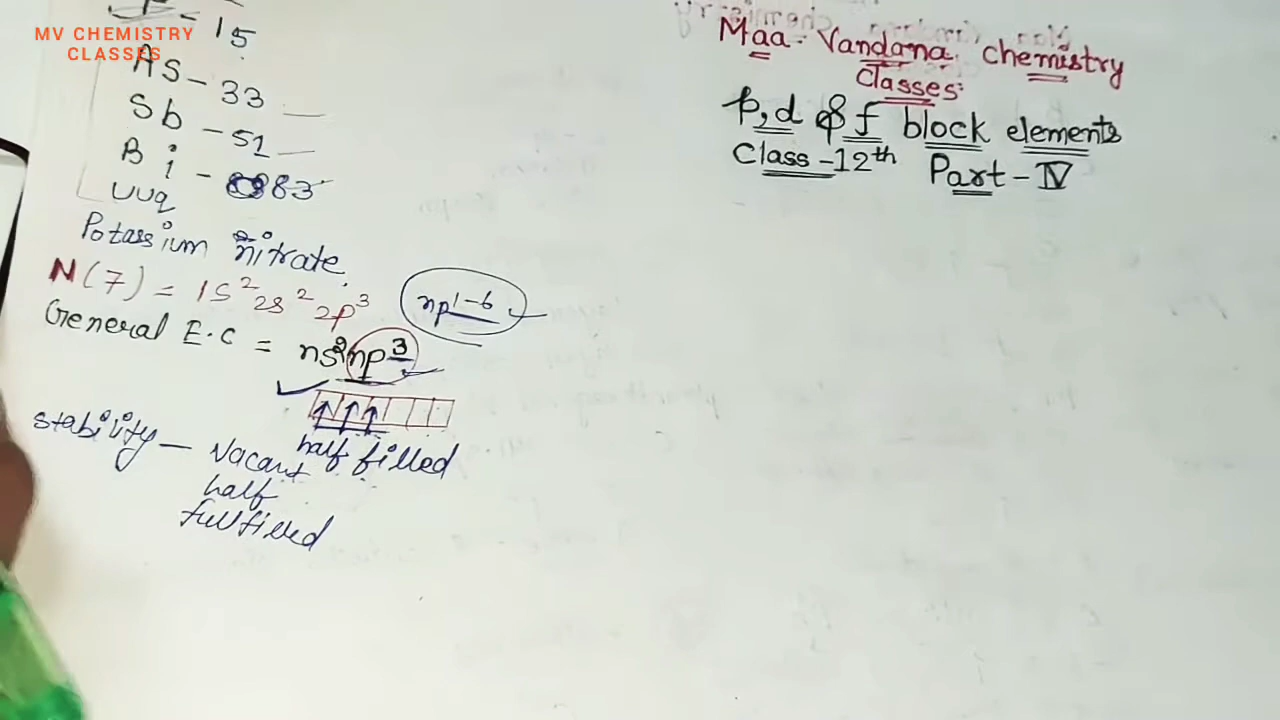 MV CHEMISTRY
CLASSES
P - 15
As - 33
Sb - 51
Bi - 83
UUq
Potassium nitrate.
N(7) = 1S² 2s² 2p³
np¹⁻⁶
General E.C = ns² np³
half filled
stability - Vacant
half
fulfilled
Maa Vandana chemistry
Classes
p,d & f block elements
Class-12th Part-IV